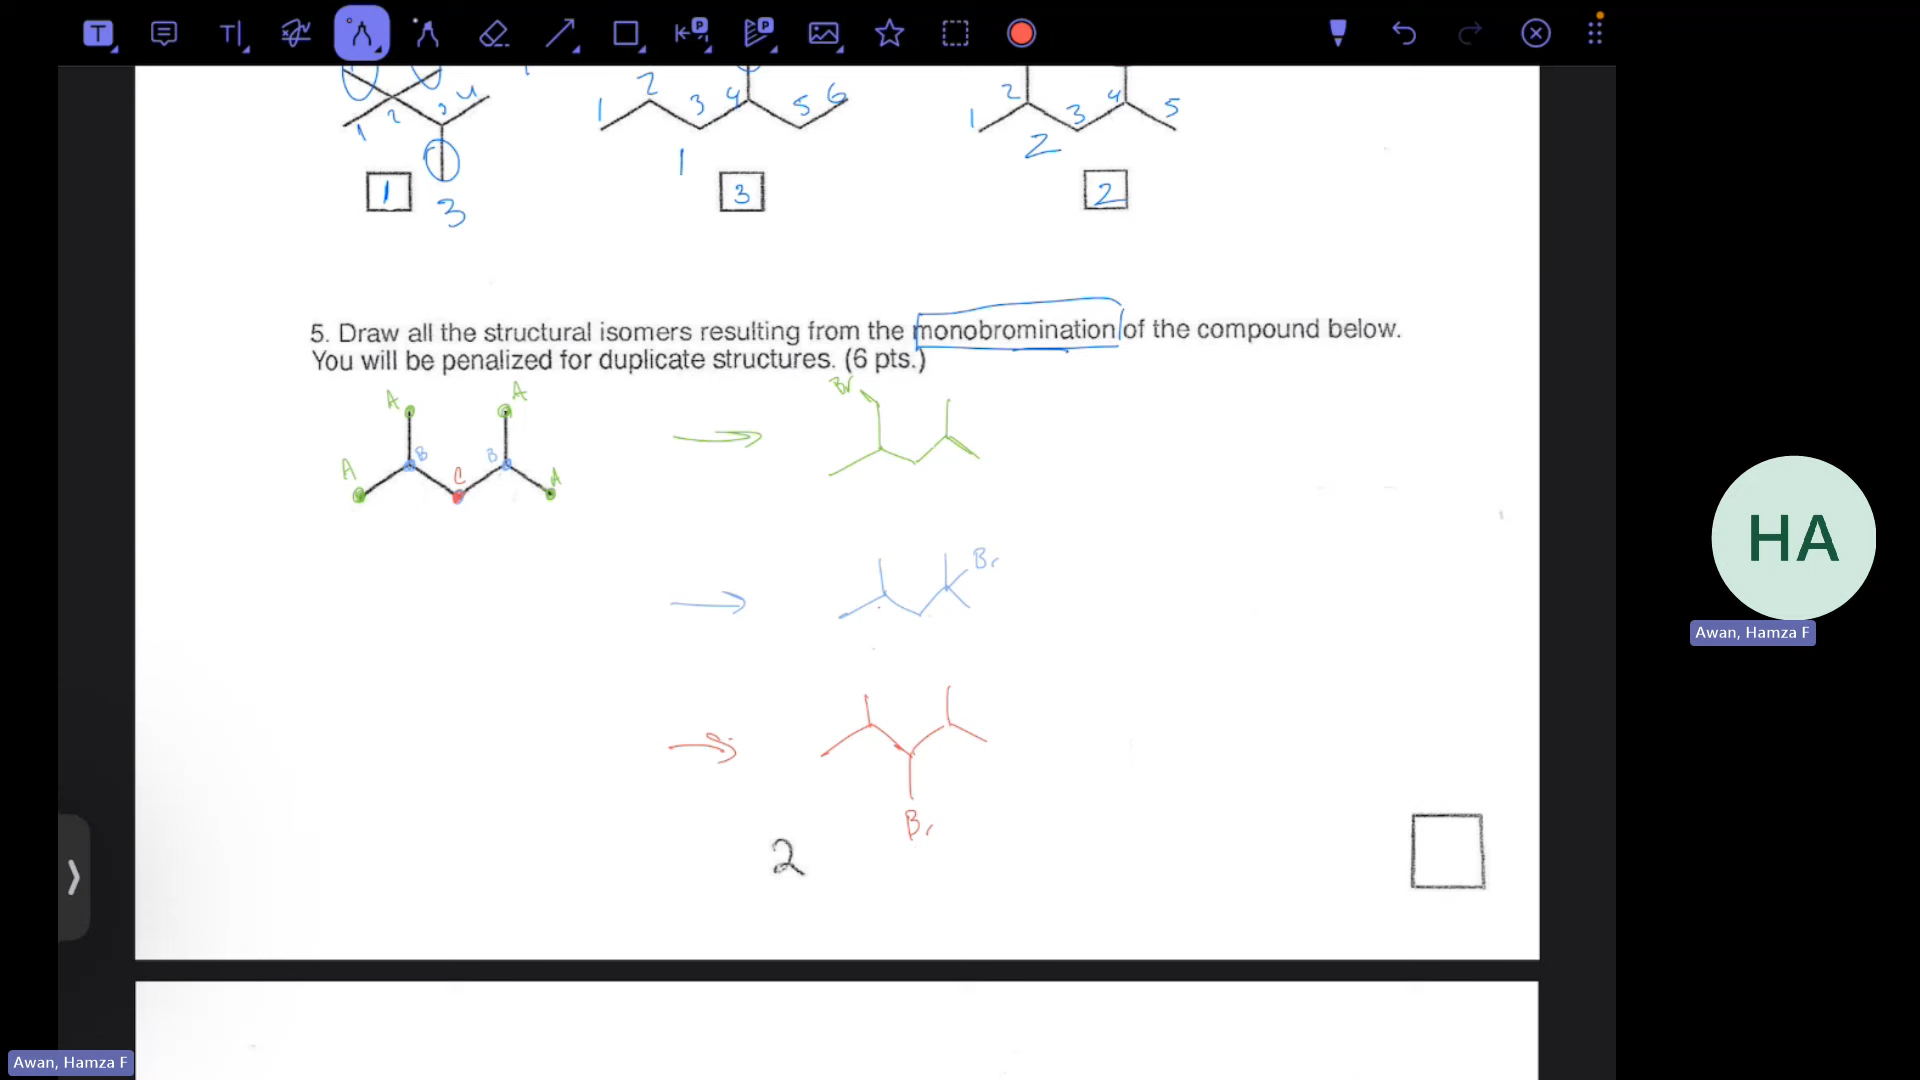 1 2 3 4
1 2 3 4 5 6
1 2 3 4 5
1
2
1 3 2
3
5. Draw all the structural isomers resulting from the monobromination of the compound below.
You will be penalized for duplicate structures. (6 pts.)
A A Br
A B B A
C
Br
Br
2
HA
Awan, Hamza F
Awan, Hamza F